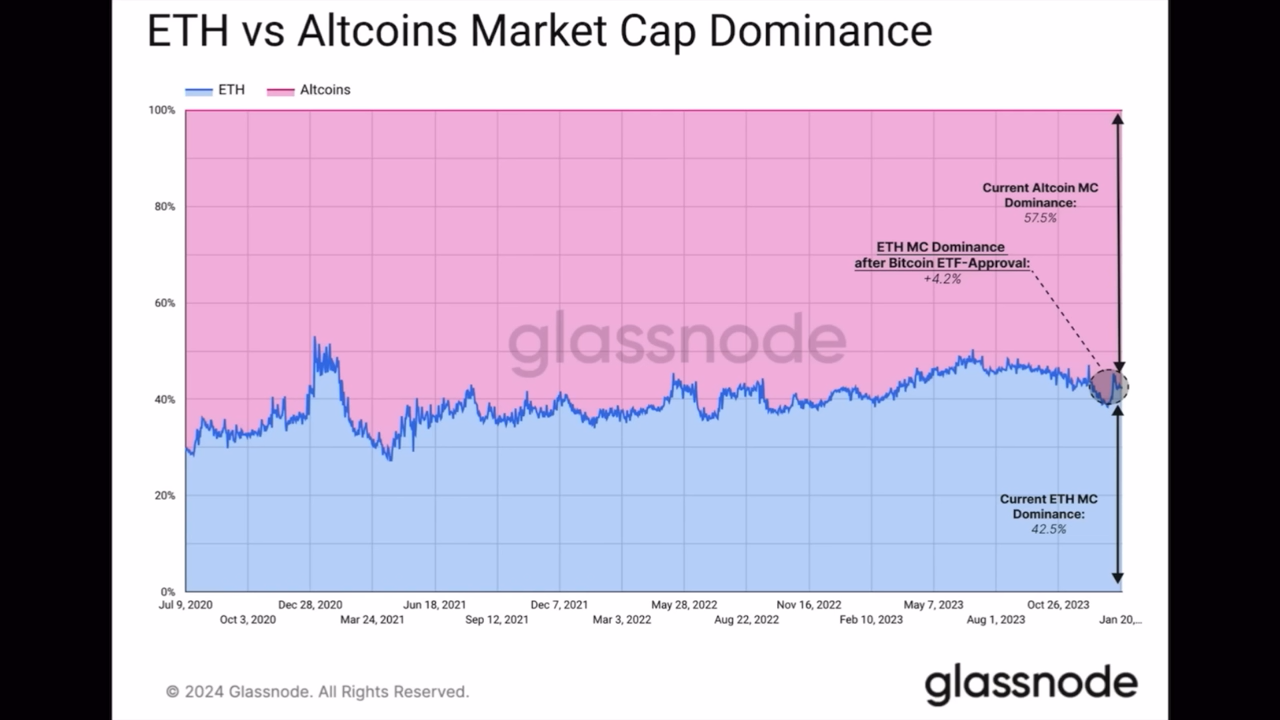 ETH vs Altcoins Market Cap Dominance
ETH Altcoins
100%
80%
60%
40%
20%
0%
Current Altcoin MC
Dominance:
57.5%
ETH MC Dominance
after Bitcoin ETF-Approval:
+4.2%
glassnode
Current ETH MC
Dominance:
42.5%
Jul 9, 2020 Dec 28, 2020 Jun 18, 2021 Dec 7, 2021 May 28, 2022 Nov 16, 2022 May 7, 2023 Oct 26, 2023
Oct 3, 2020 Mar 24, 2021 Sep 12, 2021 Mar 3, 2022 Aug 22, 2022 Feb 10, 2023 Aug 1, 2023 Jan 20,...
© 2024 Glassnode. All Rights Reserved.
glassnode